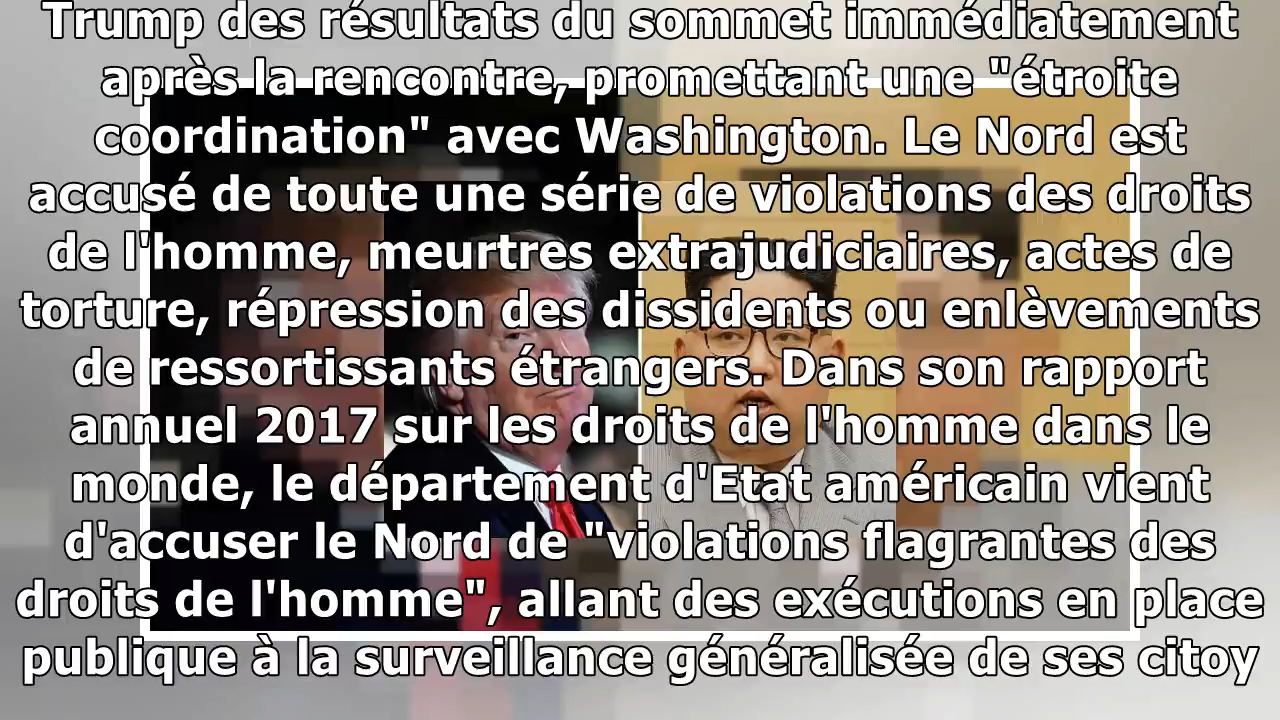 Trump des résultats du sommet immédiatement
après la rencontre, promettant une "étroite
coordination" avec Washington. Le Nord est
accusé de toute une série de violations des droits
de l'homme, meurtres extrajudiciaires, actes de
torture, répression des dissidents ou enlèvements
de ressortissants étrangers. Dans son rapport
annuel 2017 sur les droits de l'homme dans le
monde, le département d'Etat américain vient
d'accuser le Nord de "violations flagrantes des
droits de l'homme", allant des exécutions en place
publique à la surveillance généralisée de ses citoy